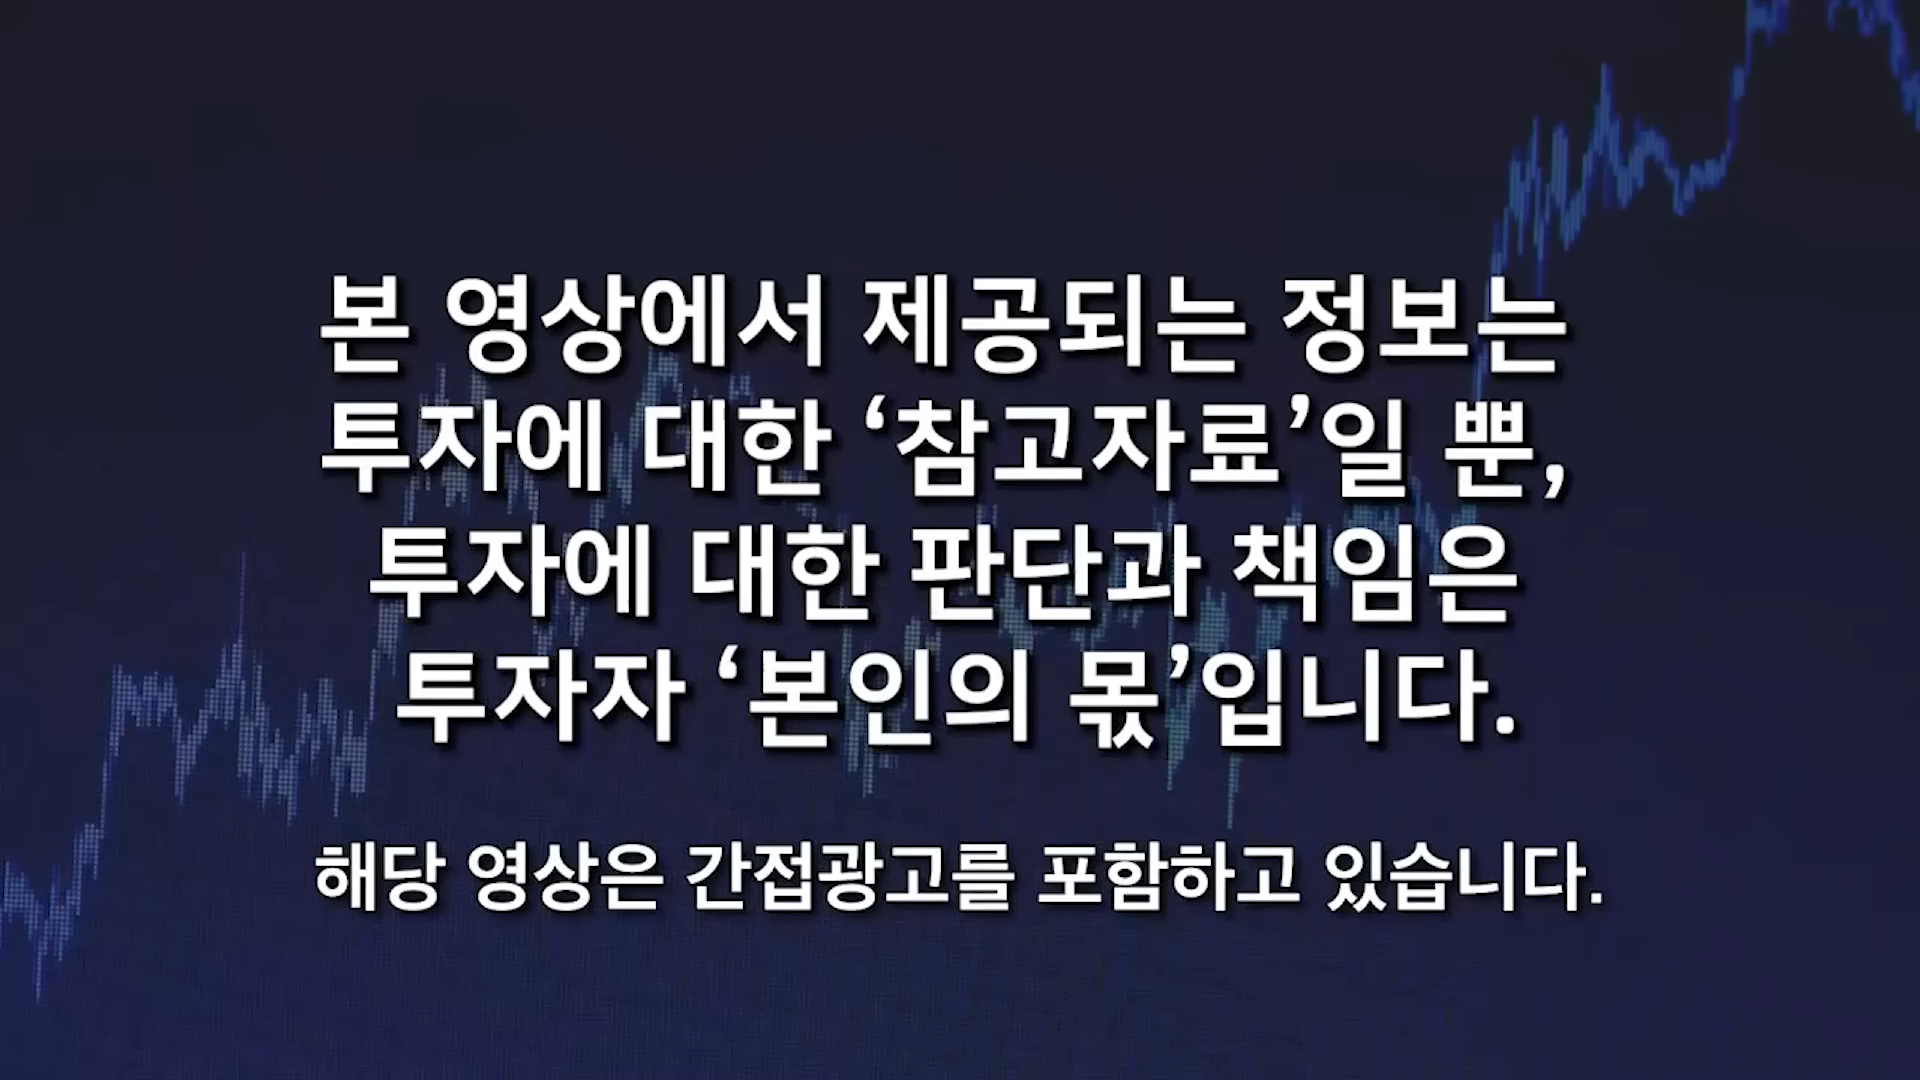 본 영상에서 제공되는 정보는
투자에 대한 ‘참고자료’일 뿐,
투자에 대한 판단과 책임은
투자자 ‘본인의 몫’입니다.
해당 영상은 간접광고를 포함하고 있습니다.